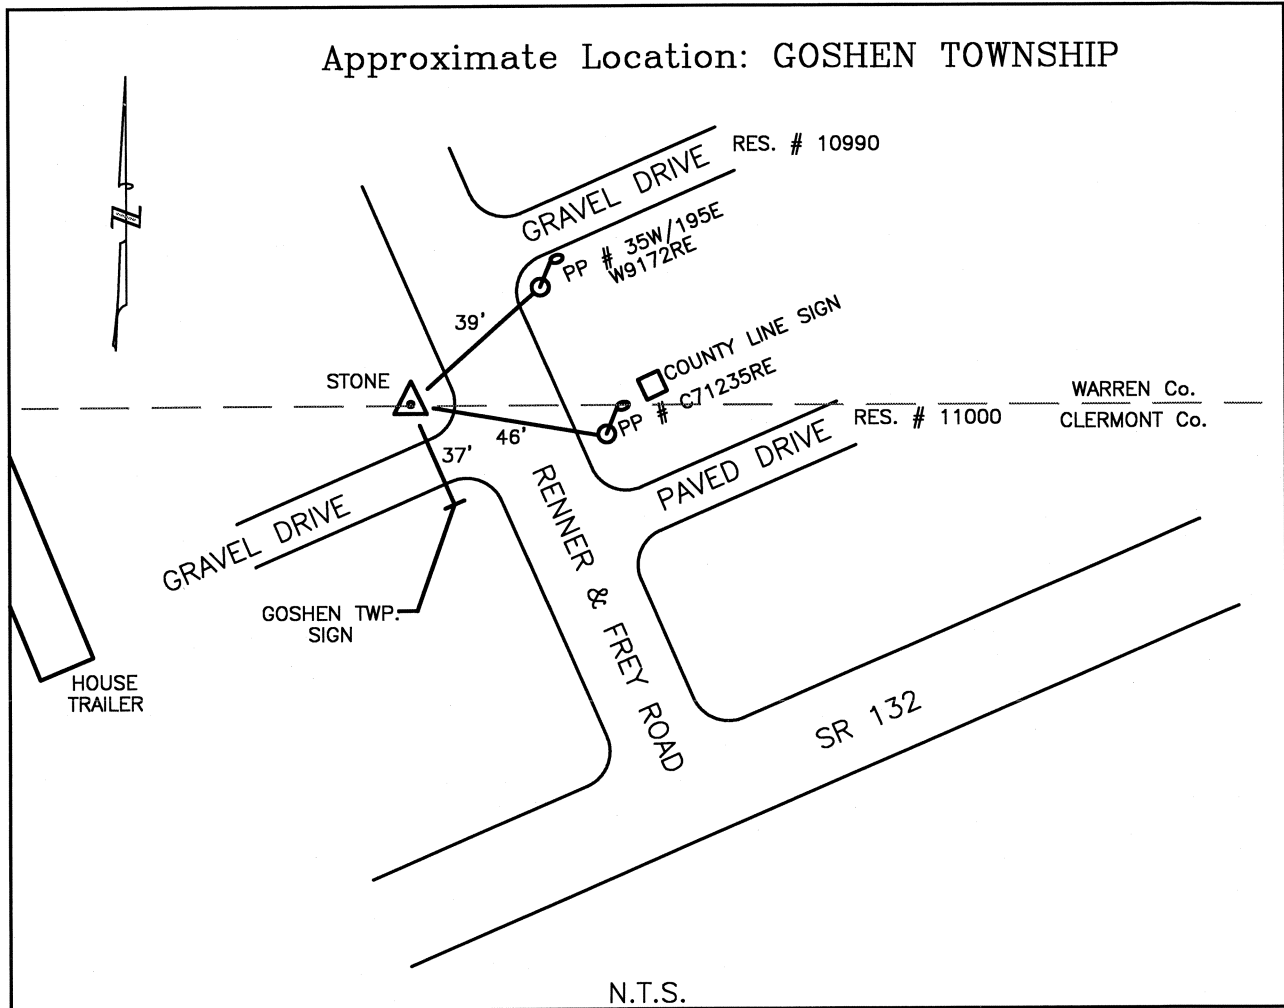 Approximate Location: GOSHEN TOWNSHIP
RES. # 10990
GRAVEL DRIVE
PP # 35W/195E
W9172RE
39'
COUNTY LINE SIGN
STONE
PP # C71235RE
WARREN Co.
RES. # 11000
CLERMONT Co.
46'
37'
PAVED DRIVE
GRAVEL DRIVE
RENNER & FREY ROAD
GOSHEN TWP.
SIGN
HOUSE
TRAILER
SR 132
N.T.S.